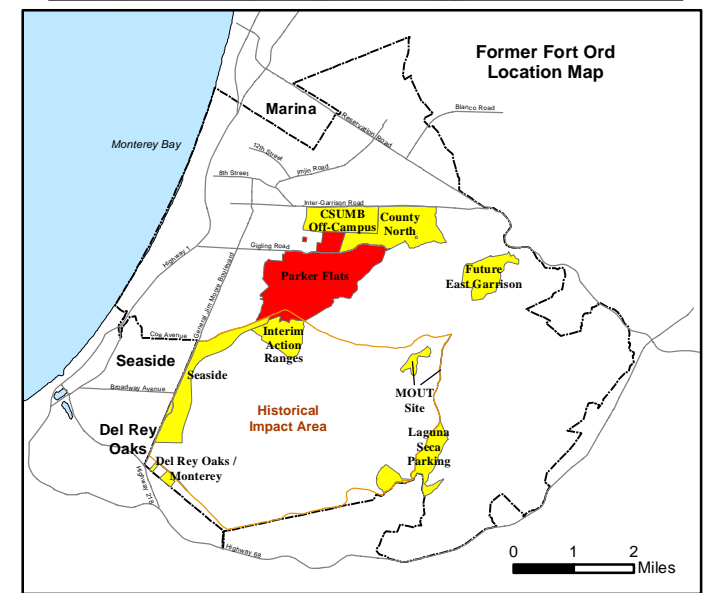 Former Fort Ord
Location Map
Marina
Blanco Road
Reservation Road
Monterey Bay
12th Street
Imjin Road
8th Street
Inter-Garrison Road
CSUMB
Off-Campus
County
North
Gigling Road
Highway 1
Parker Flats
Future
East Garrison
General Jim Moore Boulevard
Coe Avenue
Interim
Action
Ranges
Seaside
Seaside
MOUT
Site
Broadway Avenue
Historical
Impact Area
Del Rey
Oaks
Laguna
Seca
Parking
Del Rey Oaks /
Monterey
Highway 218
Highway 68
0 1 2
Miles